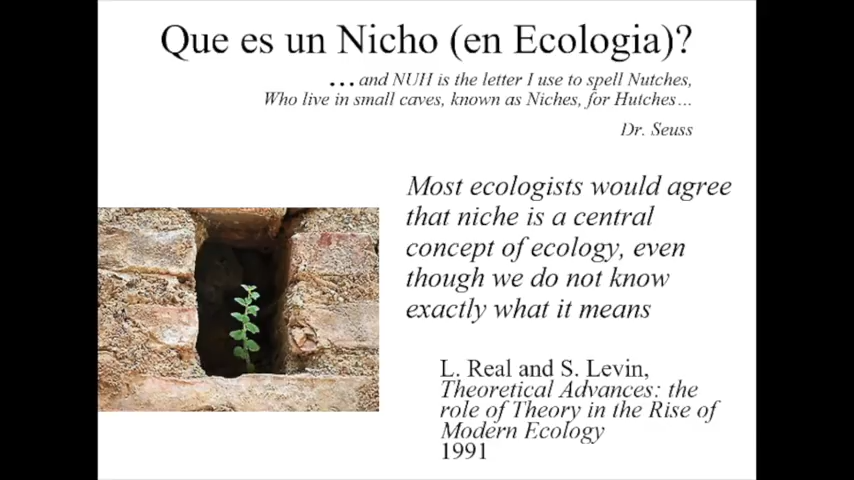 Que es un Nicho (en Ecologia)?
...and NUH is the letter I use to spell Nutches,
Who live in small caves, known as Niches, for Hutches...
Dr. Seuss
Most ecologists would agree
that niche is a central
concept of ecology, even
though we do not know
exactly what it means
L. Real and S. Levin,
Theoretical Advances: the
role of Theory in the Rise of
Modern Ecology
1991